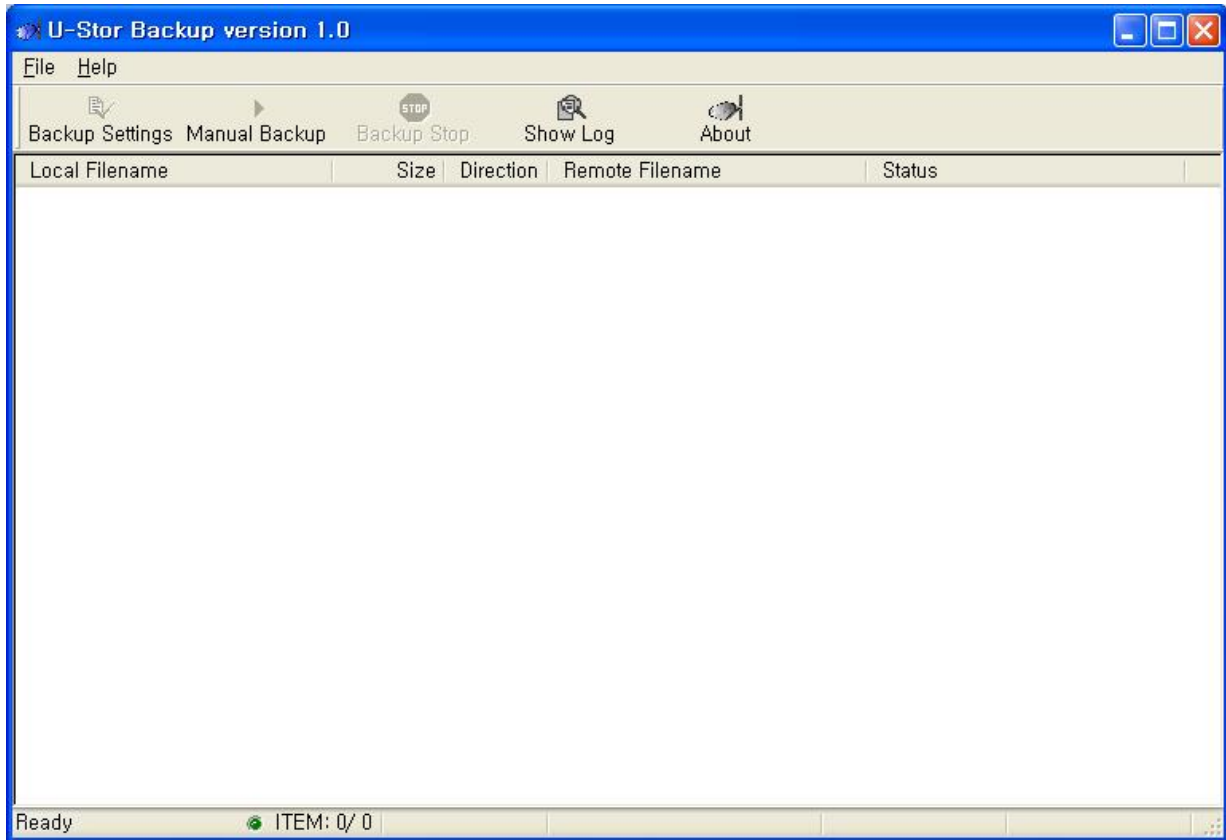 U-Stor Backup version 1.0
File Help
STOP
Backup Settings Manual Backup Backup Stop Show Log About
Local Filename Size Direction Remote Filename Status
Ready ITEM: 0/ 0